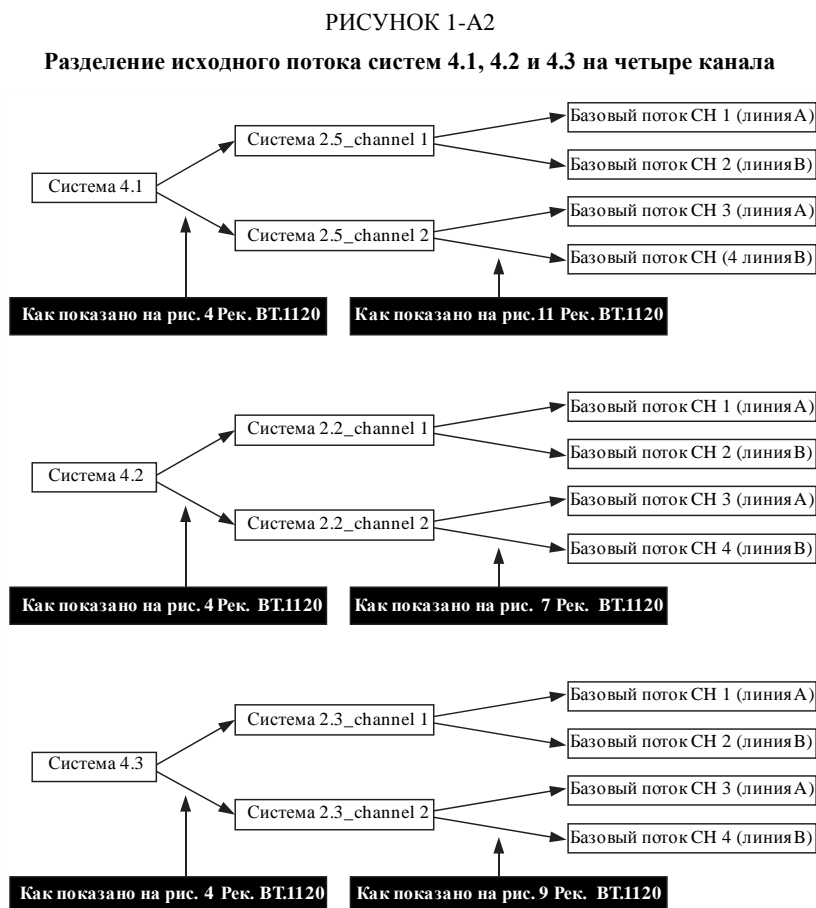 РИСУНОК 1-А2
Разделение исходного потока систем 4.1, 4.2 и 4.3 на четыре канала
Базовый поток CH 1 (линия A)
Система 2.5_channel 1
Базовый поток CH 2 (линия B)
Система 4.1
Базовый поток CH 3 (линия A)
Система 2.5_channel 2
Базовый поток CH (4 линия B)
Как показано на рис. 4 Рек. BT.1120
Как показано на рис. 11 Рек. BT.1120
Базовый поток CH 1 (линия A)
Система 2.2_channel 1
Базовый поток CH 2 (линия B)
Система 4.2
Базовый поток CH 3 (линия A)
Система 2.2_channel 2
Базовый поток CH 4 (линия B)
Как показано на рис. 4 Рек. BT.1120
Как показано на рис. 7 Рек. BT.1120
Базовый поток CH 1 (линия A)
Система 2.3_channel 1
Базовый поток CH 2 (линия B)
Система 4.3
Базовый поток CH 3 (линия A)
Система 2.3_channel 2
Базовый поток CH 4 (линия B)
Как показано на рис. 4 Рек. BT.1120
Как показано на рис. 9 Рек. BT.1120